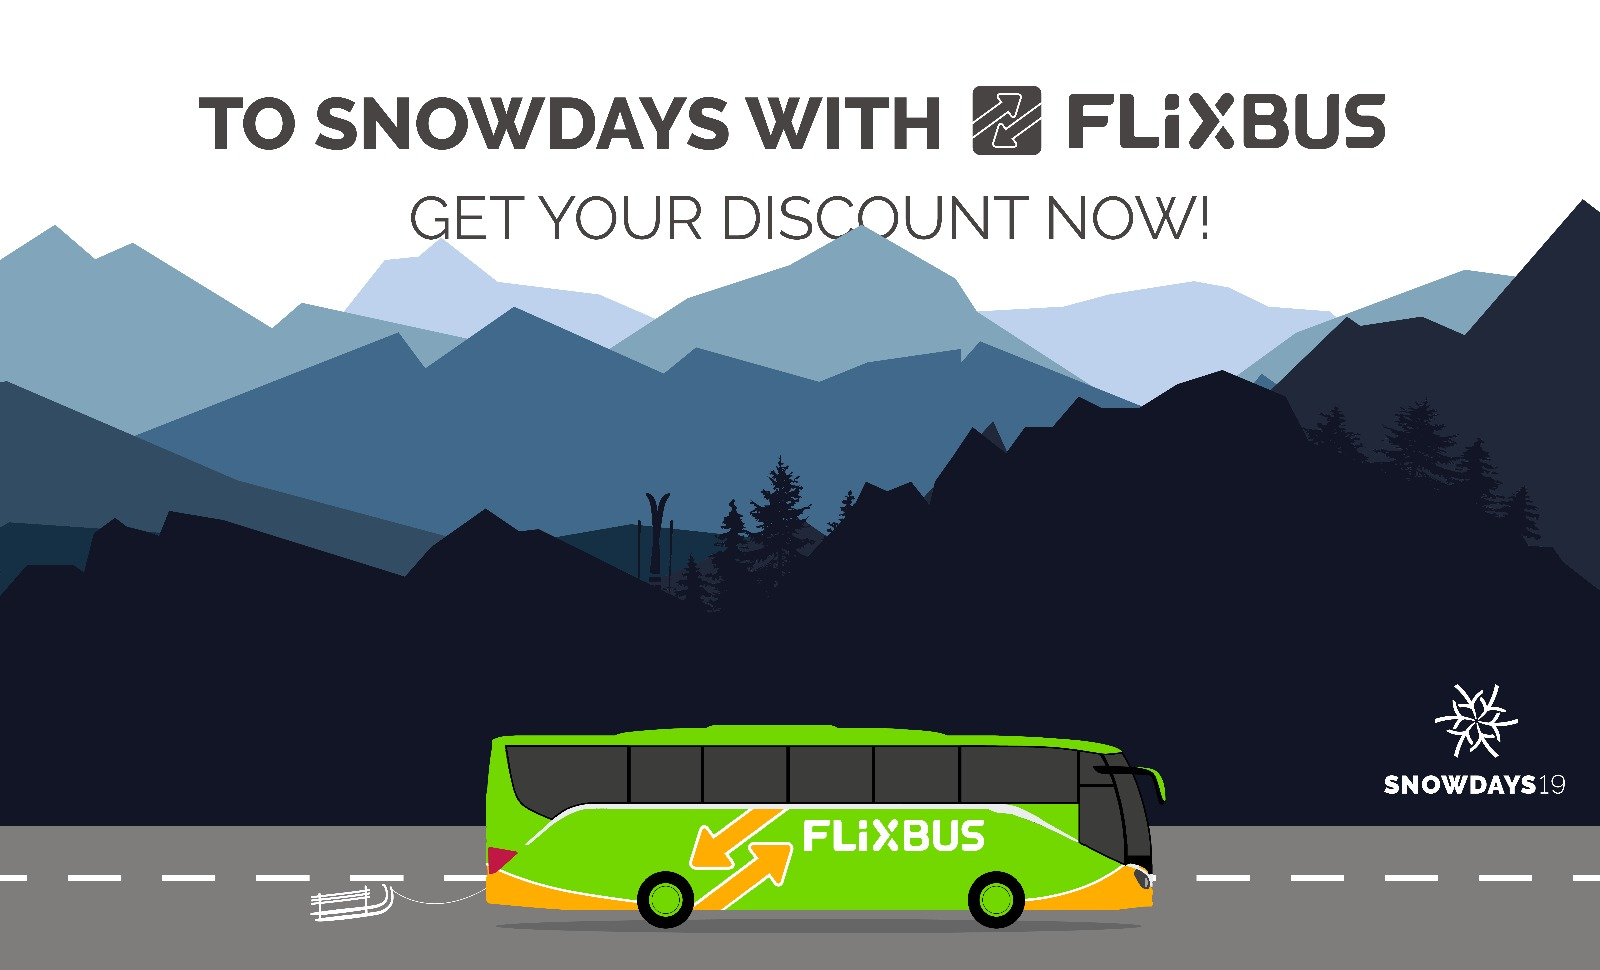 TO SNOWDAYS WITH FLiXBUS
GET YOUR DISCOUNT NOW!
SNOWDAYS19
FLiXBUS